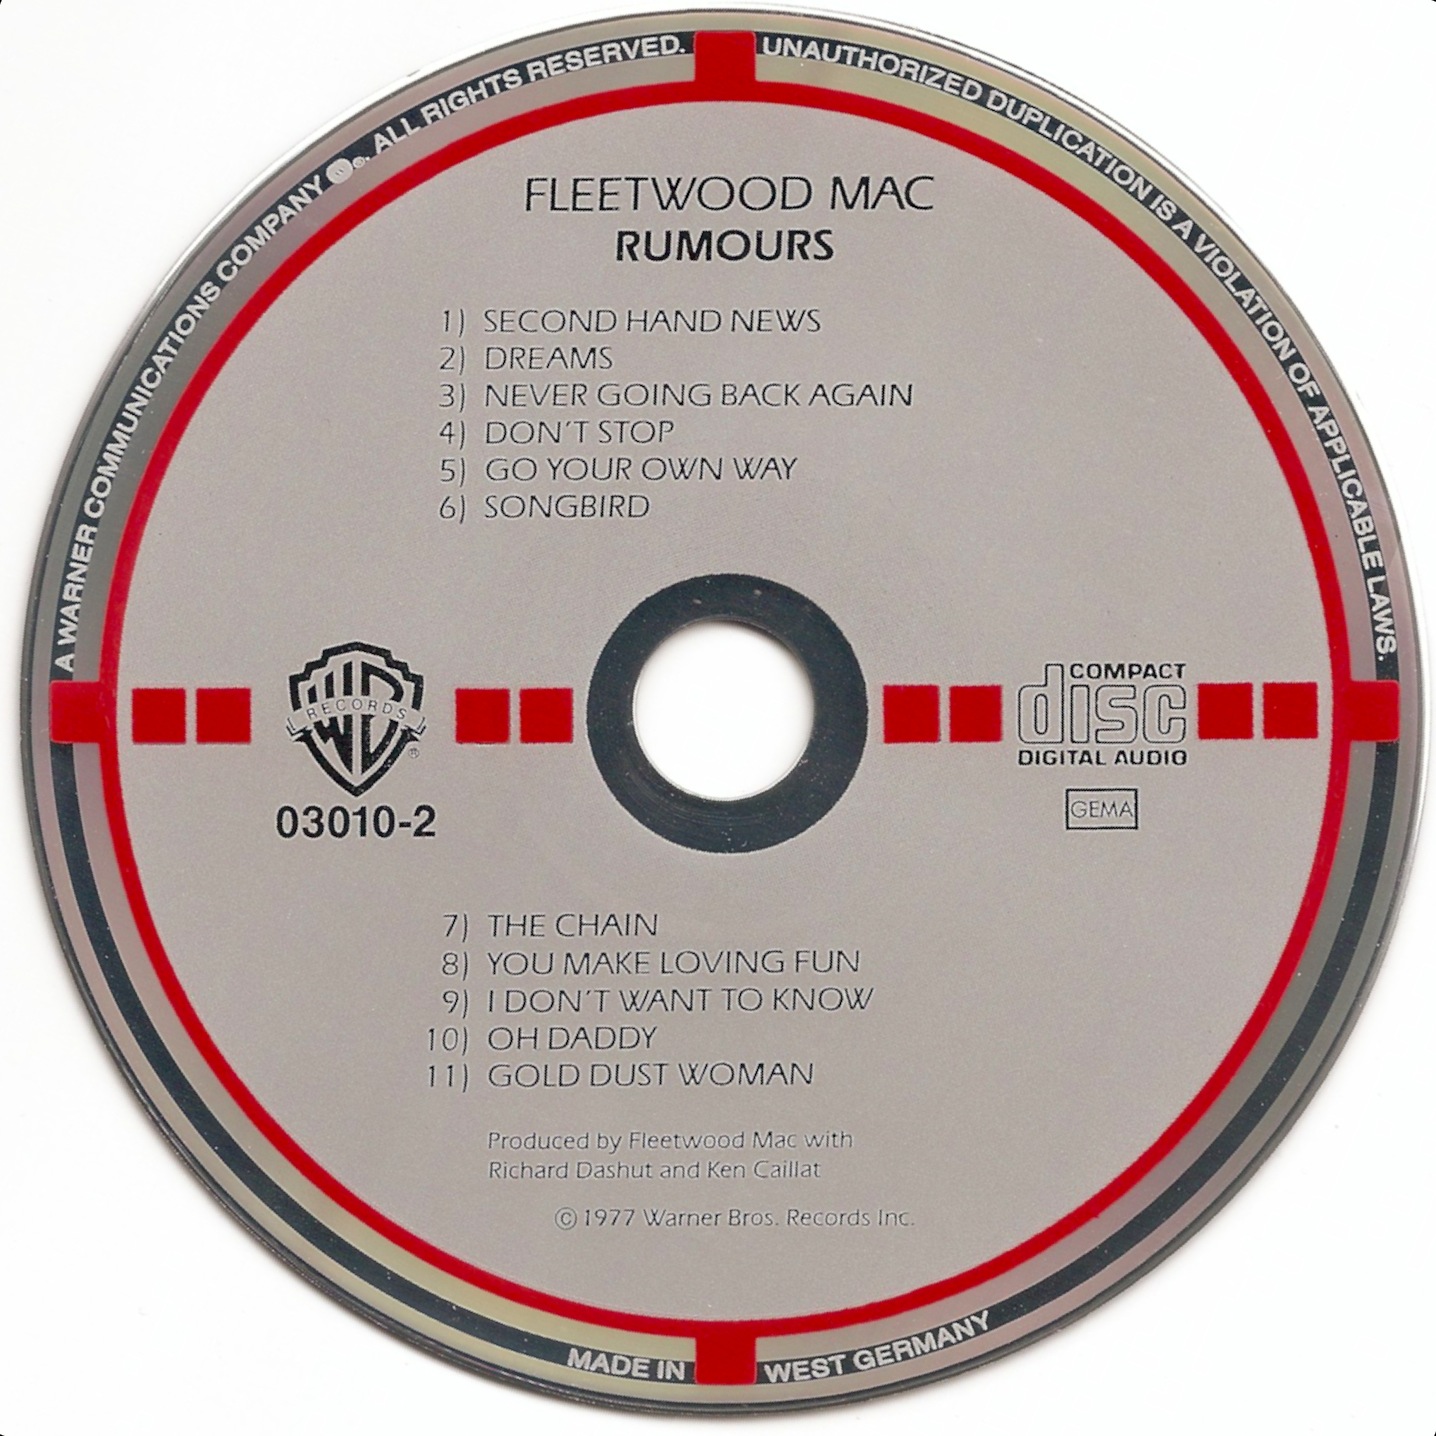 A WARNER COMMUNICATIONS COMPANY ®. ALL RIGHTS RESERVED.
UNAUTHORIZED DUPLICATION IS A VIOLATION OF APPLICABLE LAWS.
FLEETWOOD MAC
RUMOURS
1) SECOND HAND NEWS
2) DREAMS
3) NEVER GOING BACK AGAIN
4) DON'T STOP
5) GO YOUR OWN WAY
6) SONGBIRD
WB
RECORDS
®
03010-2
COMPACT
disc
DIGITAL AUDIO
GEMA
7) THE CHAIN
8) YOU MAKE LOVING FUN
9) I DON'T WANT TO KNOW
10) OH DADDY
11) GOLD DUST WOMAN
Produced by Fleetwood Mac with
Richard Dashut and Ken Caillat
© 1977 Warner Bros. Records Inc.
MADE IN WEST GERMANY